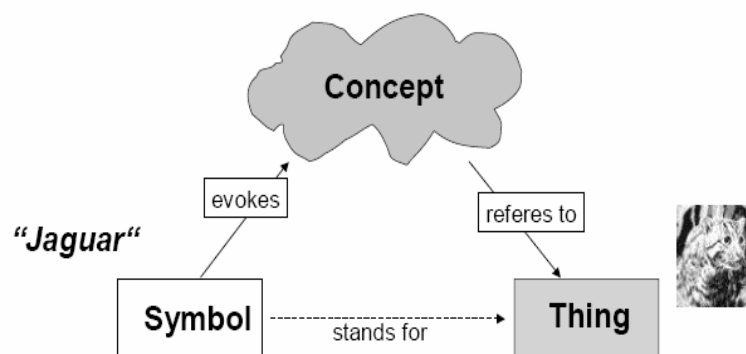 Concept
evokes
referes to
“Jaguar“
Symbol
stands for
Thing